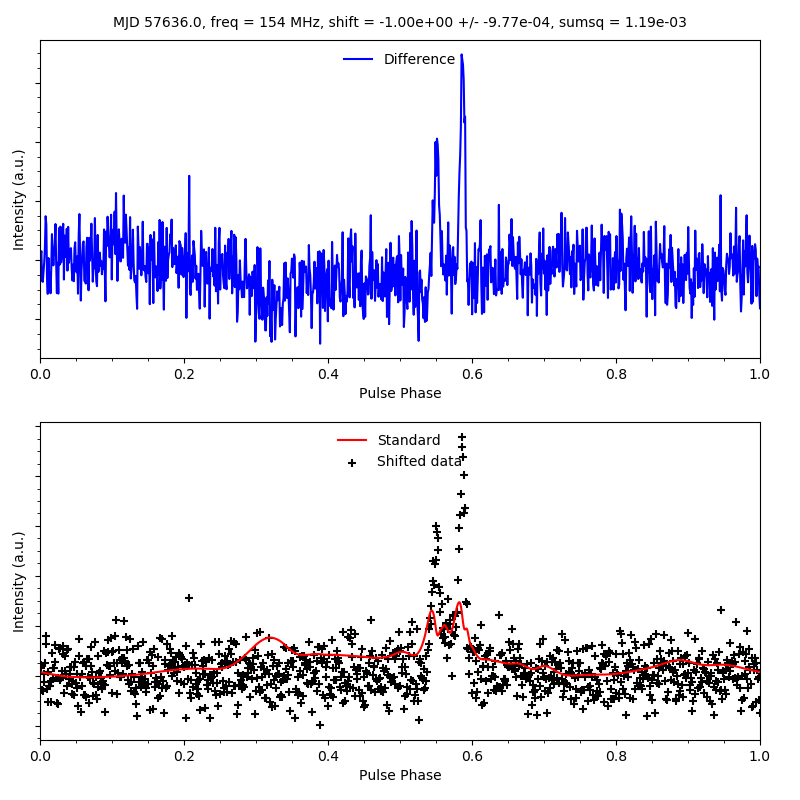 MJD 57636.0, freq = 154 MHz, shift = -1.00e+00 +/- -9.77e-04, sumsq = 1.19e-03
Difference
Intensity (a.u.)
0.0 0.2 0.4 0.6 0.8 1.0
Pulse Phase
Standard
Shifted data
Intensity (a.u.)
0.0 0.2 0.4 0.6 0.8 1.0
Pulse Phase